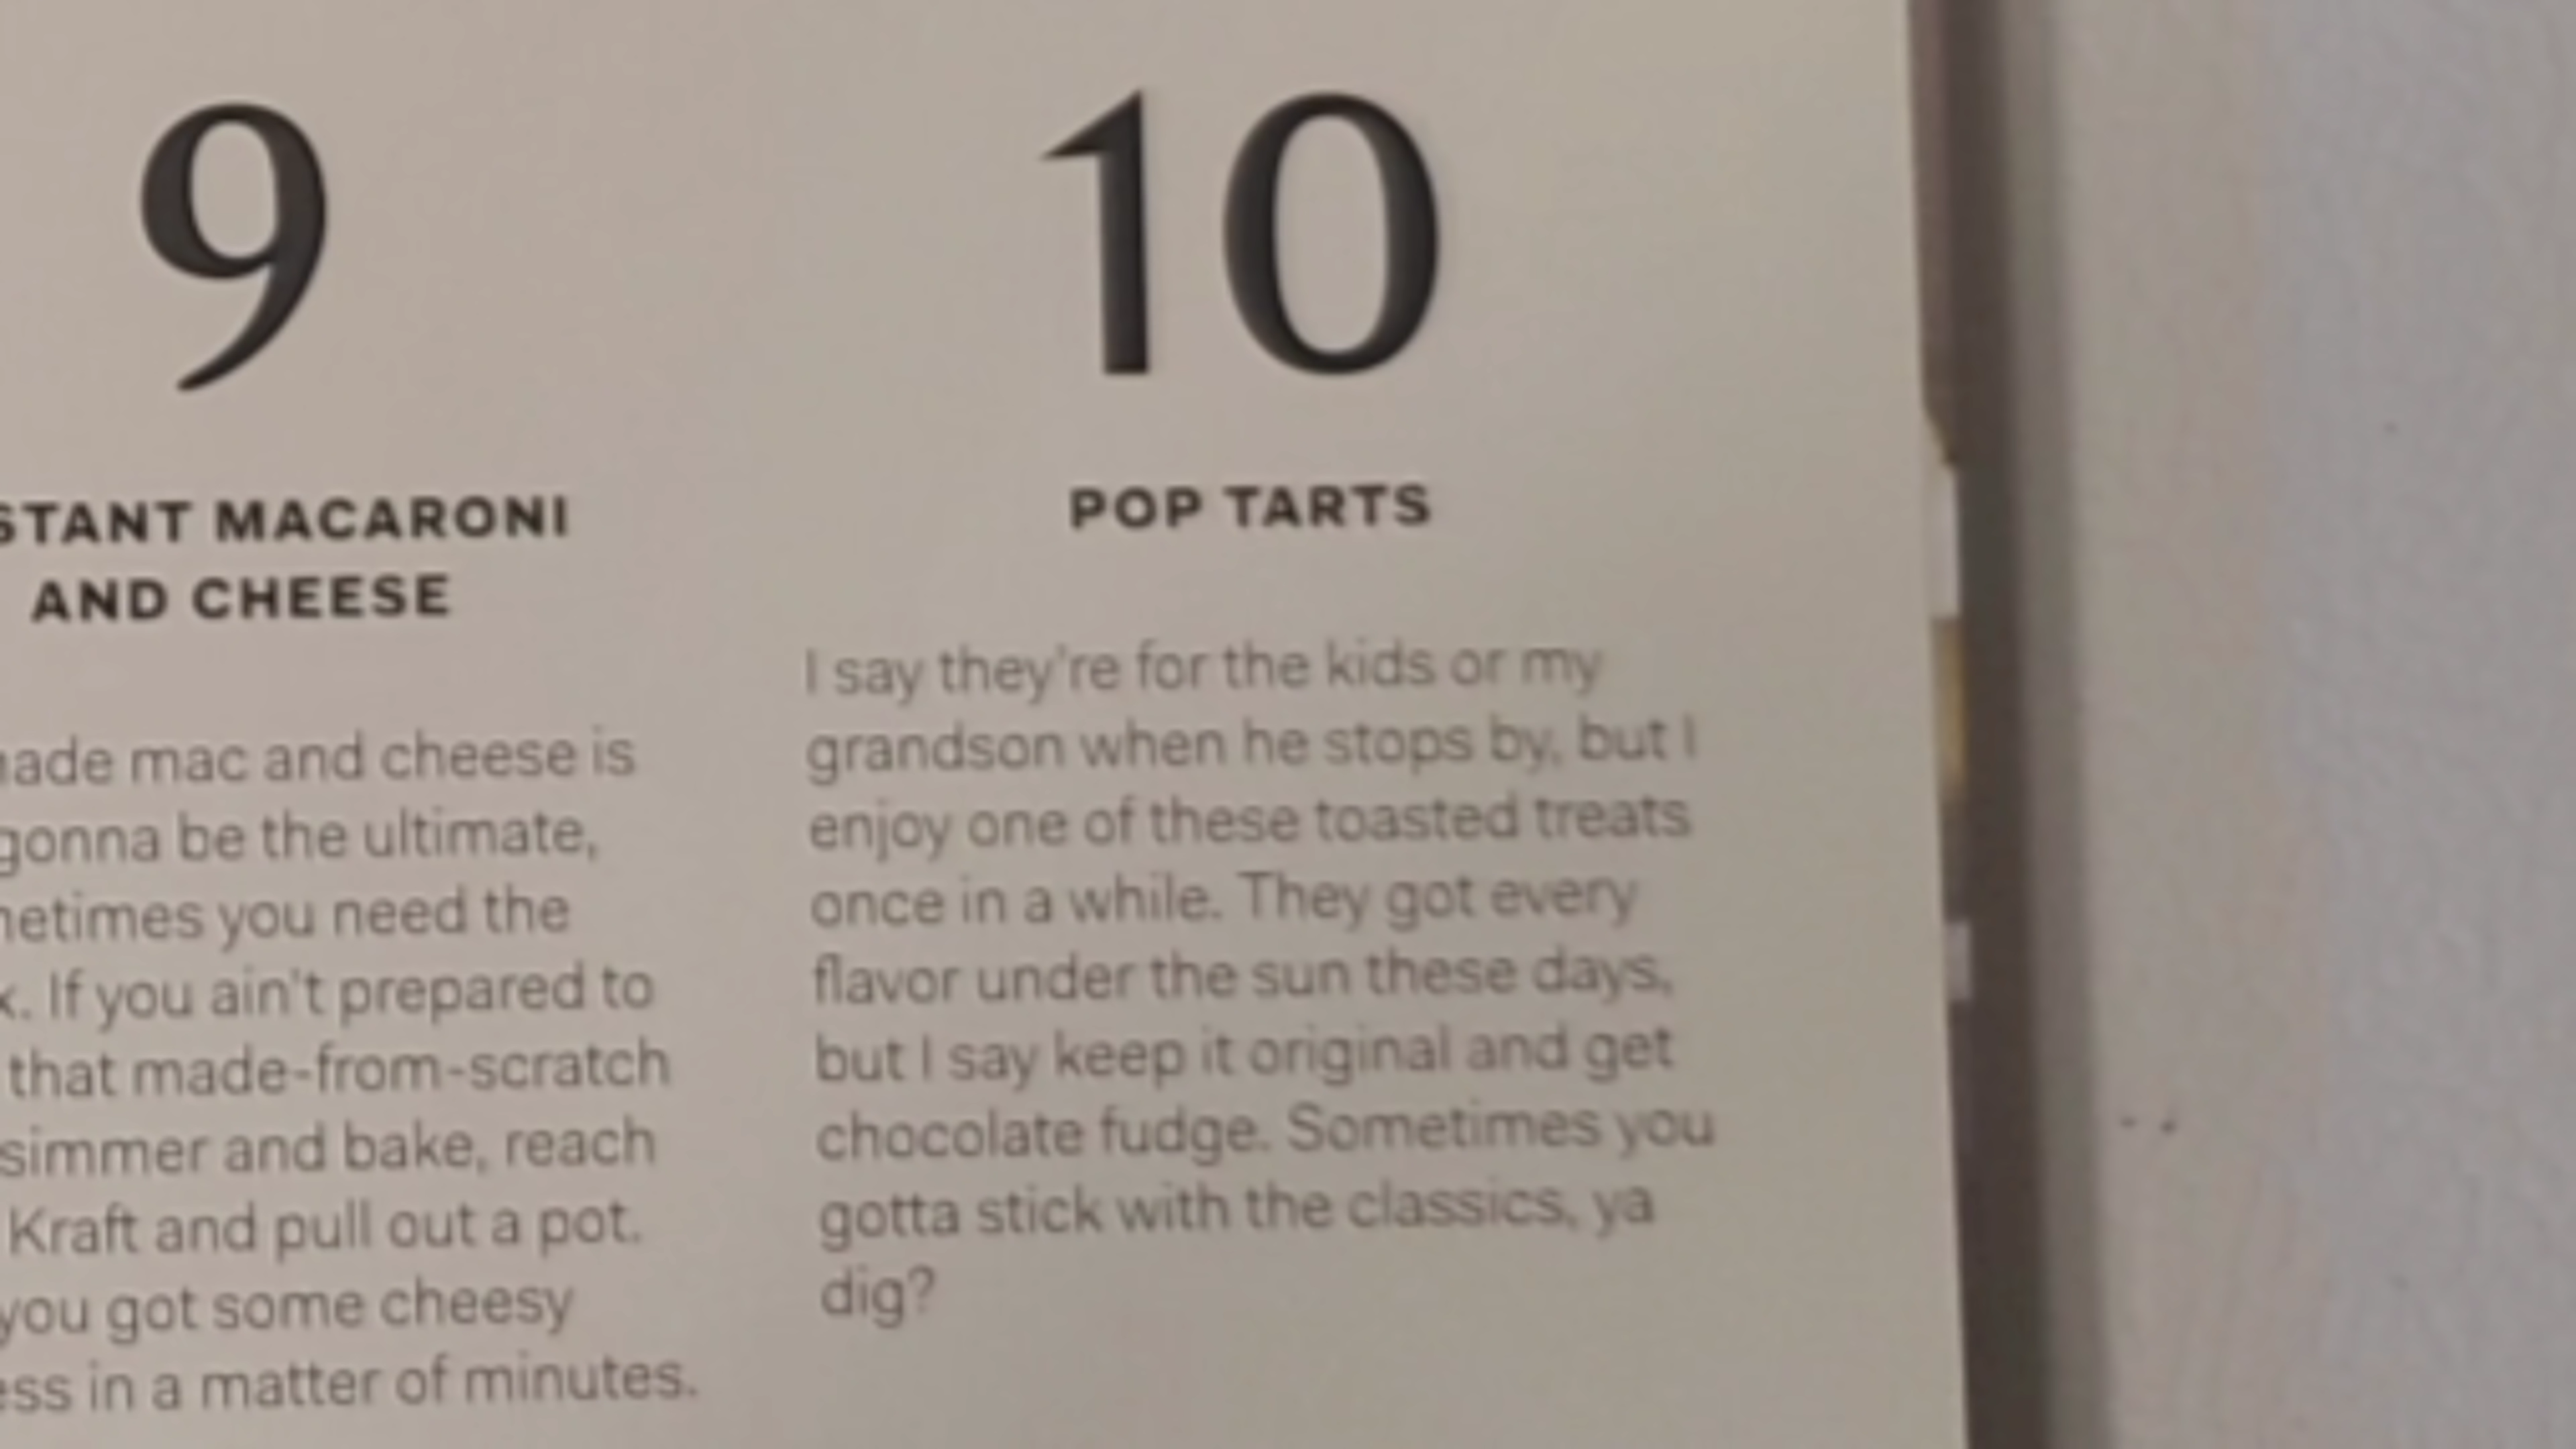 9
STANT MACARONI
AND CHEESE
made mac and cheese is
gonna be the ultimate,
metimes you need the
k. If you ain't prepared to
that made-from-scratch
simmer and bake, reach
Kraft and pull out a pot.
you got some cheesy
ess in a matter of minutes.
10
POP TARTS
I say they're for the kids or my
grandson when he stops by, but I
enjoy one of these toasted treats
once in a while. They got every
flavor under the sun these days,
but I say keep it original and get
chocolate fudge. Sometimes you
gotta stick with the classics, ya
dig?